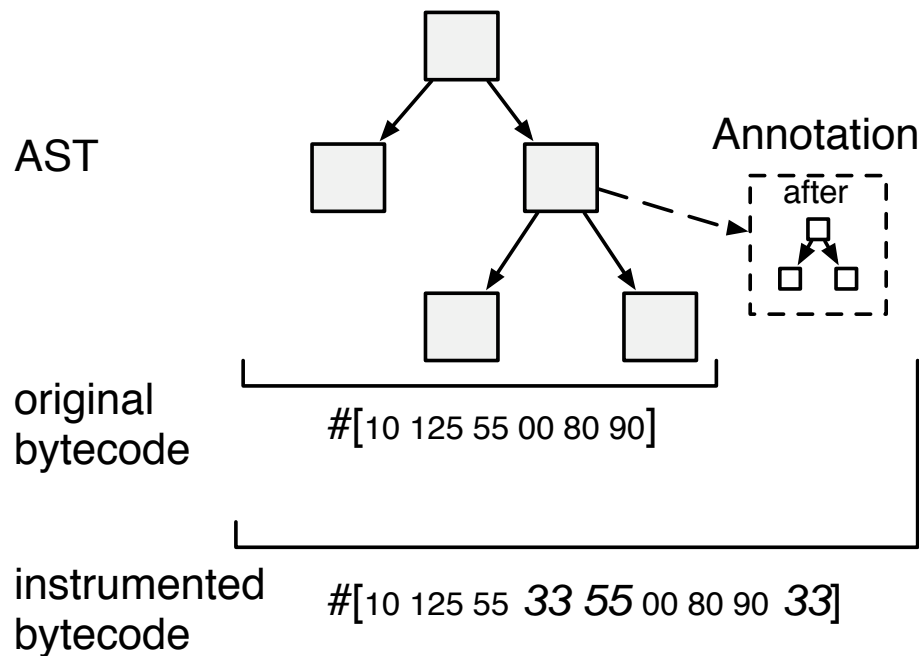 AST
Annotation
after
original
bytecode
#[10 125 55 00 80 90]
instrumented
bytecode
#[10 125 55 33 55 00 80 90 33]